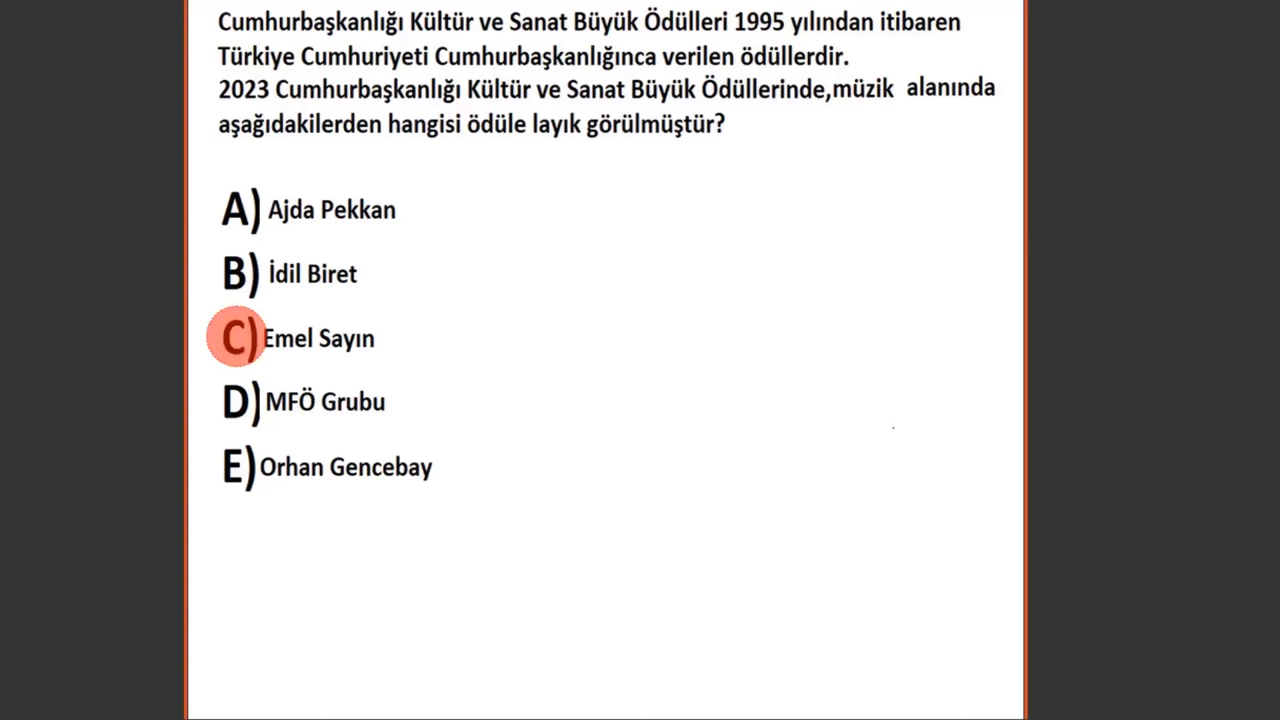 Cumhurbaşkanlığı Kültür ve Sanat Büyük Ödülleri 1995 yılından itibaren
Türkiye Cumhuriyeti Cumhurbaşkanlığınca verilen ödüllerdir.
2023 Cumhurbaşkanlığı Kültür ve Sanat Büyük Ödüllerinde,müzik alanında
aşağıdakilerden hangisi ödüle layık görülmüştür?
A) Ajda Pekkan
B) İdil Biret
C) Emel Sayın
D) MFÖ Grubu
E) Orhan Gencebay